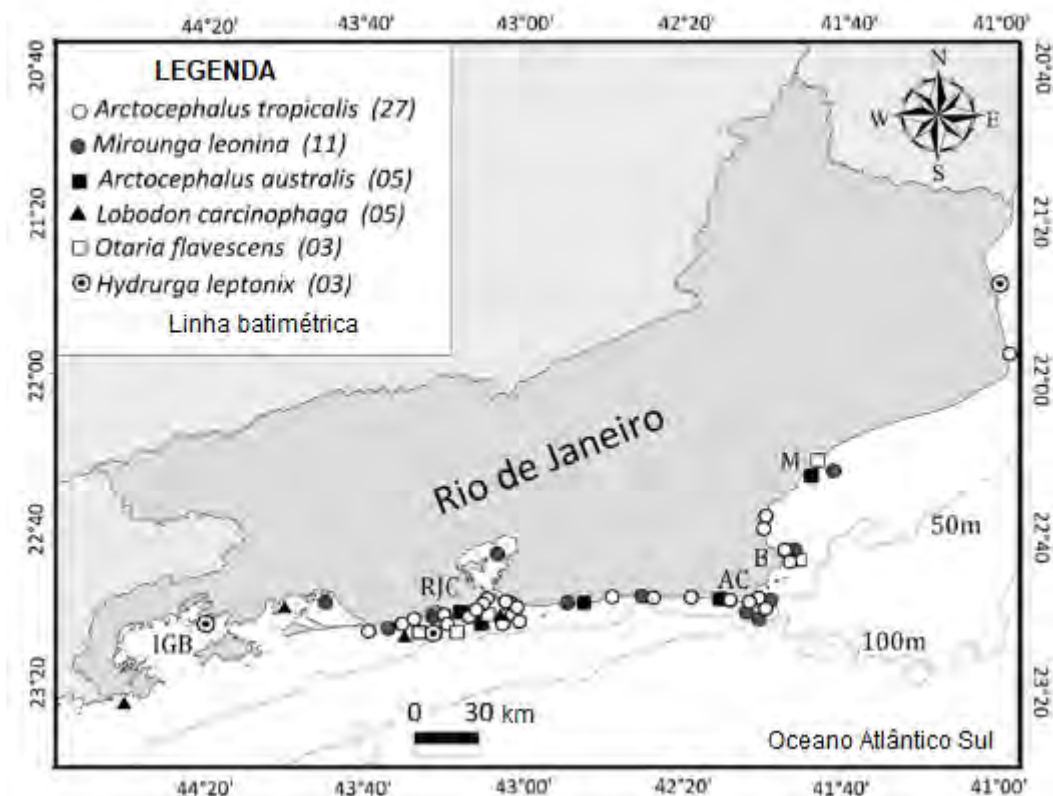 44°20' 43°40' 43°00' 42°20' 41°40' 41°00'
20°40'
20°40'
LEGENDA
Arctocephalus tropicalis (27)
Mirounga leonina (11)
Arctocephalus australis (05)
Lobodon carcinophaga (05)
Otaria flavescens (03)
Hydrurga leptonix (03)
Linha batimétrica
N
W E
S
21°20'
21°20'
22°00'
22°00'
Rio de Janeiro
M
22°40'
22°40'
50m
B
RJC
AC
IGB
100m
23°20'
23°20'
0 30 km
Oceano Atlântico Sul
44°20' 43°40' 43°00' 42°20' 41°40' 41°00'